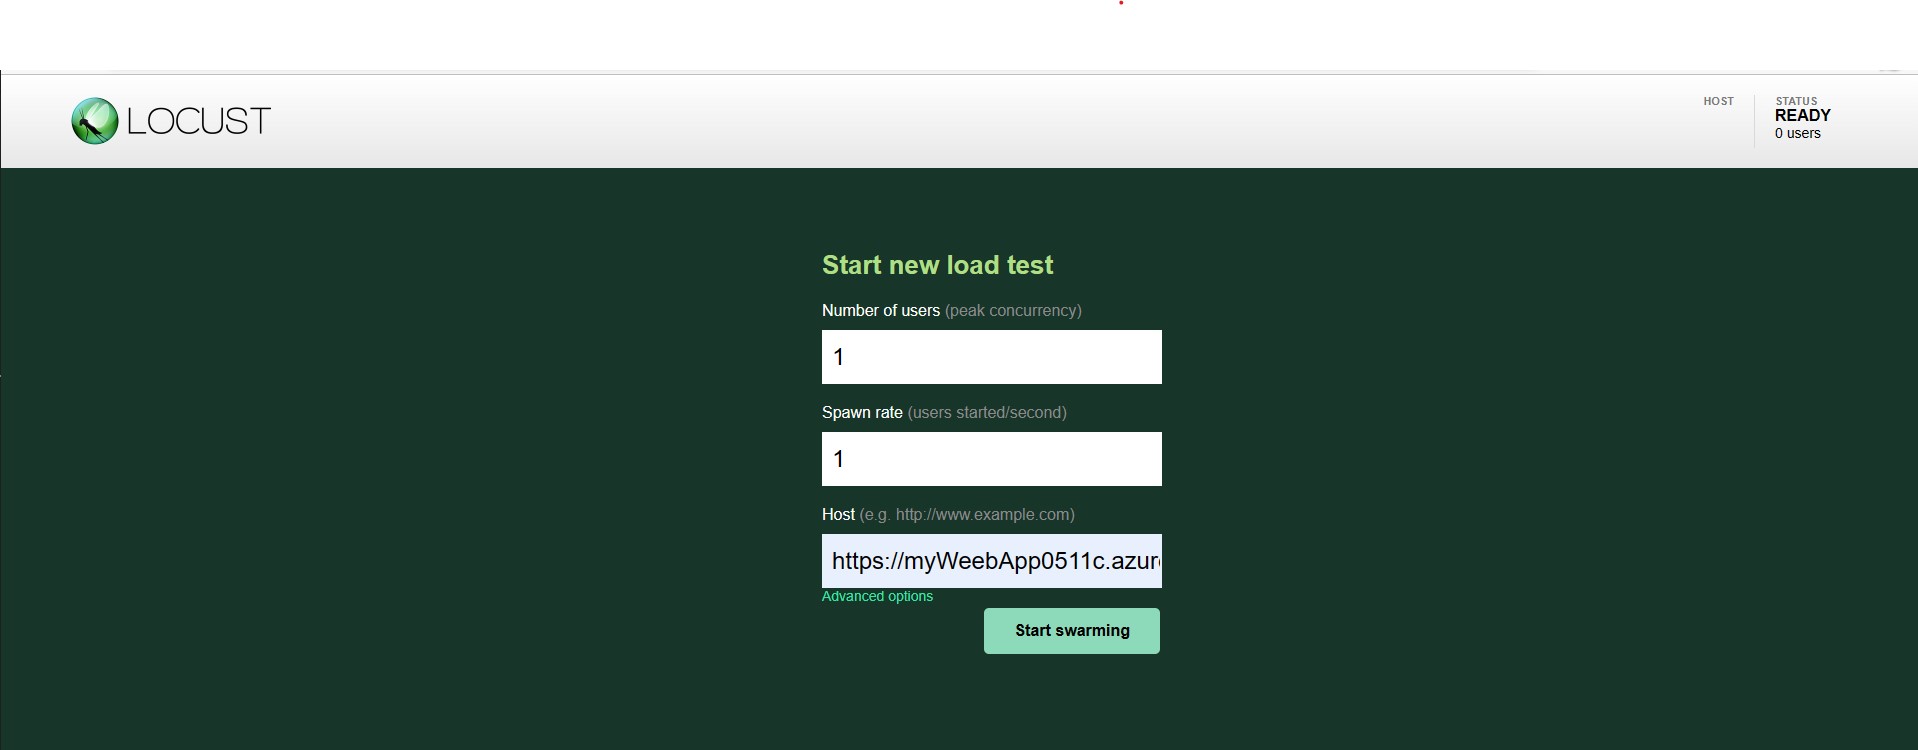 LOCUST
HOST
STATUS
READY
0 users
Start new load test
Number of users (peak concurrency)
1
Spawn rate (users started/second)
1
Host (e.g. http://www.example.com)
https://myWeebApp0511c.azur
Advanced options
Start swarming